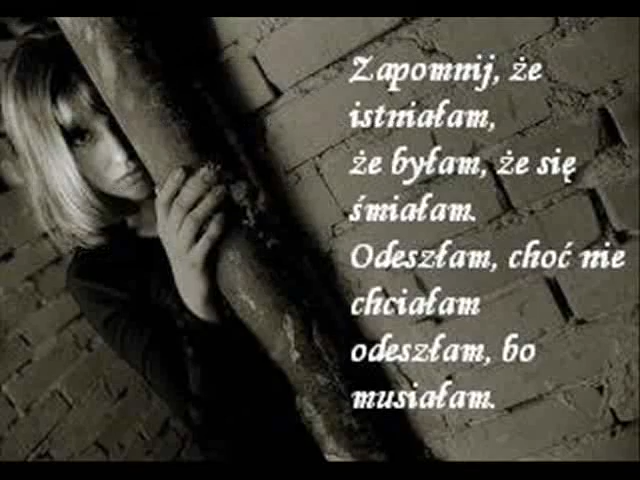 Zapomnij, że
istniałam,
że byłam, że się
śmiałam.
Odeszłam, choć nie
chciałam
odeszłam, bo
musiałam.